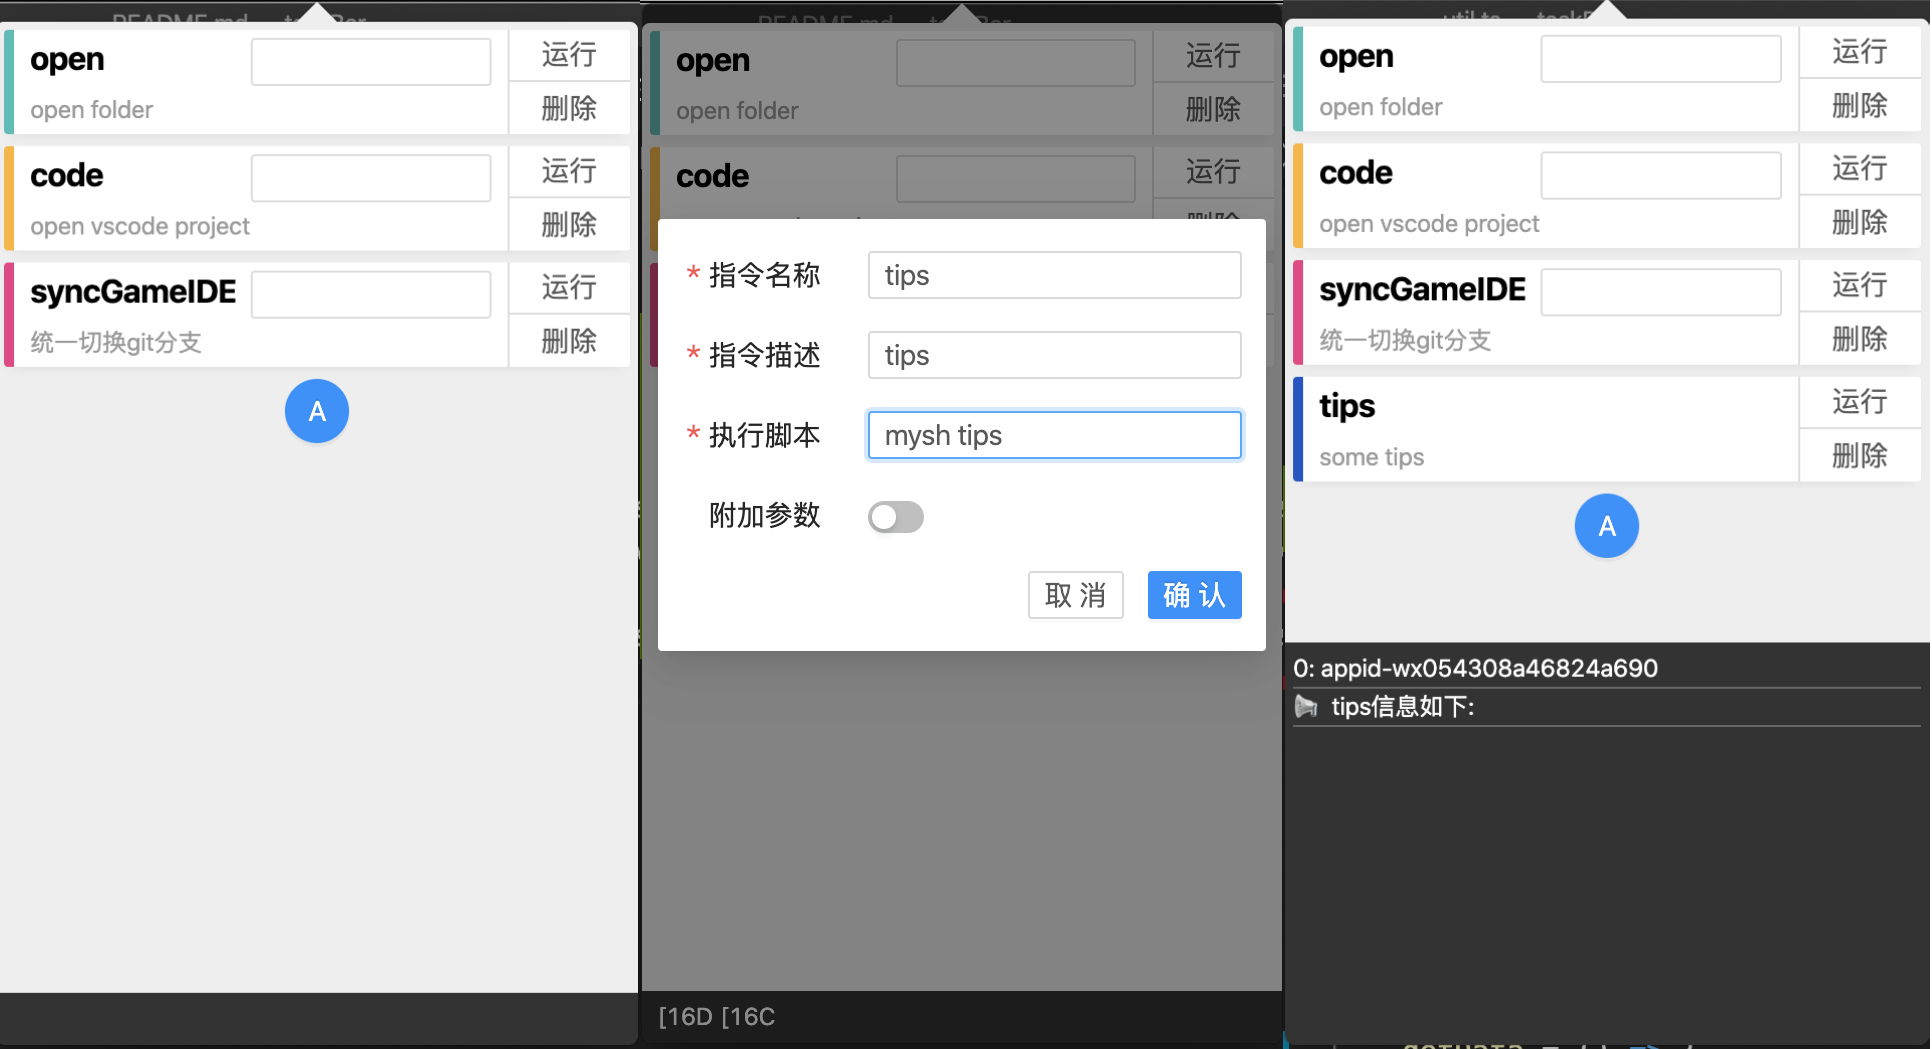 open
运行
open folder
删除
code
运行
open vscode project
删除
syncGameIDE
运行
统一切换git分支
删除
A
open
运行
open folder
删除
code
运行
* 指令名称 tips
* 指令描述 tips
* 执行脚本 mysh tips
附加参数
取 消 确 认
[16D [16C
open
运行
open folder
删除
code
运行
open vscode project
删除
syncGameIDE
运行
统一切换git分支
删除
tips
运行
some tips
删除
A
0: appid-wx054308a46824a690
tips信息如下: